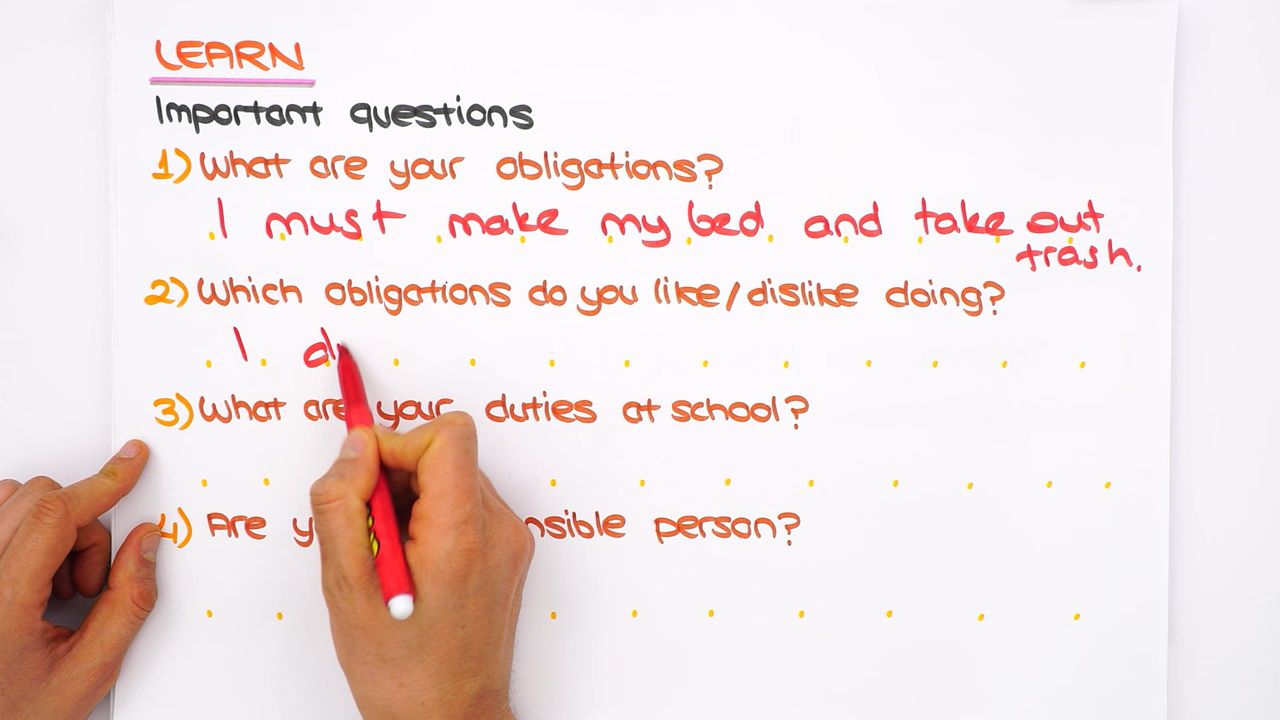 LEARN
Important questions
1) What are your obligations?
I must make my bed and take out
trash.
2) Which obligations do you like/dislike doing?
I
3) What are your duties at school?
4) Are person?